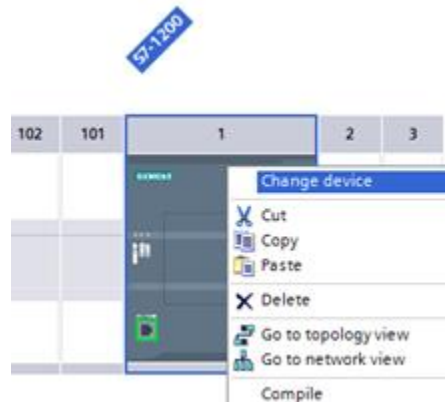 S7-1200
102 101 1 2 3
SIEMENS
Change device
Cut
Copy
Paste
Delete
Go to topology view
Go to network view
Compile